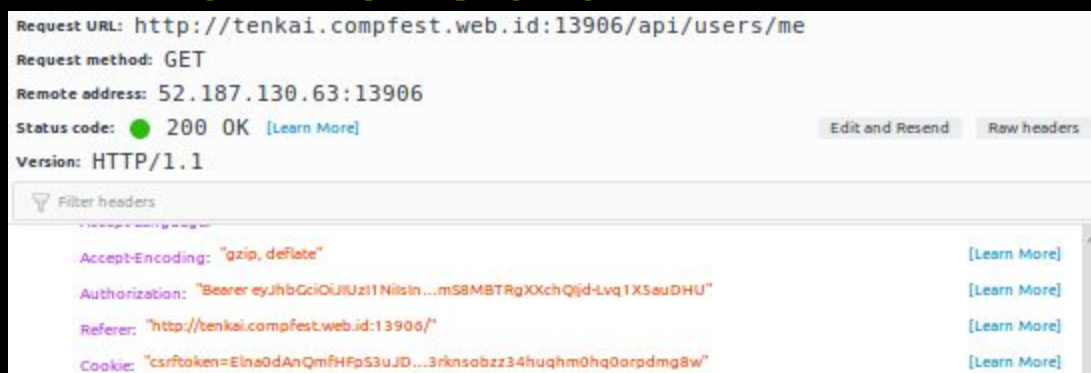 Request URL: http://tenkai.compfest.web.id:13906/api/users/me
Request method: GET
Remote address: 52.187.130.63:13906
Status code: 200 OK [Learn More]
Edit and Resend Raw headers
Version: HTTP/1.1
Filter headers
Accept-Encoding: "gzip, deflate" [Learn More]
Authorization: "Bearer eyJhbGciOiJIUzI1NiIsIn...mS8MBTRgXXchQIjd-Lvq1XSauDHU" [Learn More]
Referer: "http://tenkai.compfest.web.id:13906/" [Learn More]
Cookie: "csrftoken=Elna0dAnQmfHFpS3uJD...3rknsobzz34huqhm0hq0orpdmg8w" [Learn More]